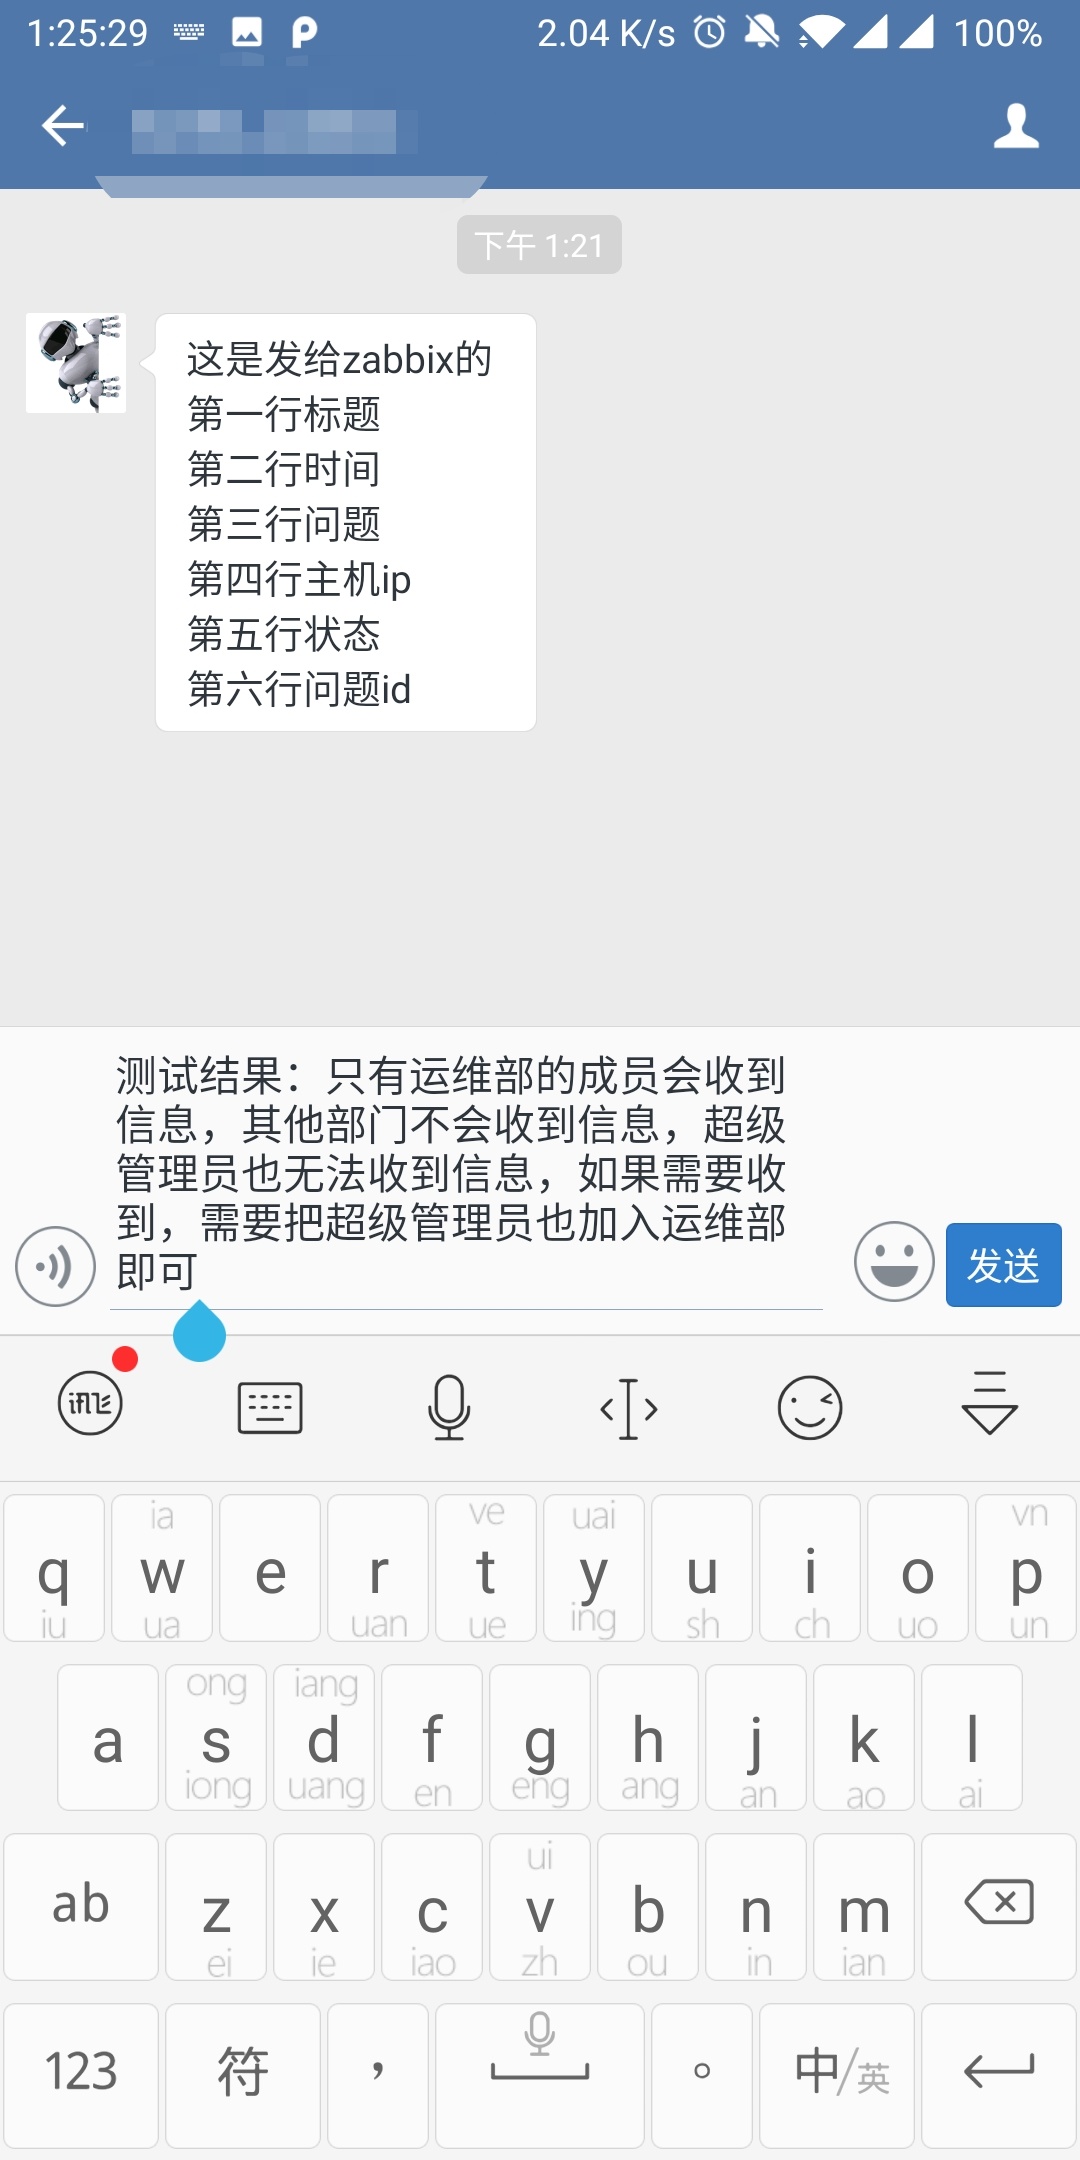 1:25:29 2.04 K/s 100%
下午 1:21
这是发给zabbix的
第一行标题
第二行时间
第三行问题
第四行主机ip
第五行状态
第六行问题id
测试结果：只有运维部的成员会收到
信息，其他部门不会收到信息，超级
管理员也无法收到信息，如果需要收
到，需要把超级管理员也加入运维部
即可
发送
ia ve uai vn
q w e r t y u i o p
iu ua uan ue ing sh ch uo un
ong iang
a s d f g h j k l
iong uang en eng ang an ao ai
ui
ab z x c v b n m
ei ie iao zh ou in ian
123 符 ， 。 中/英